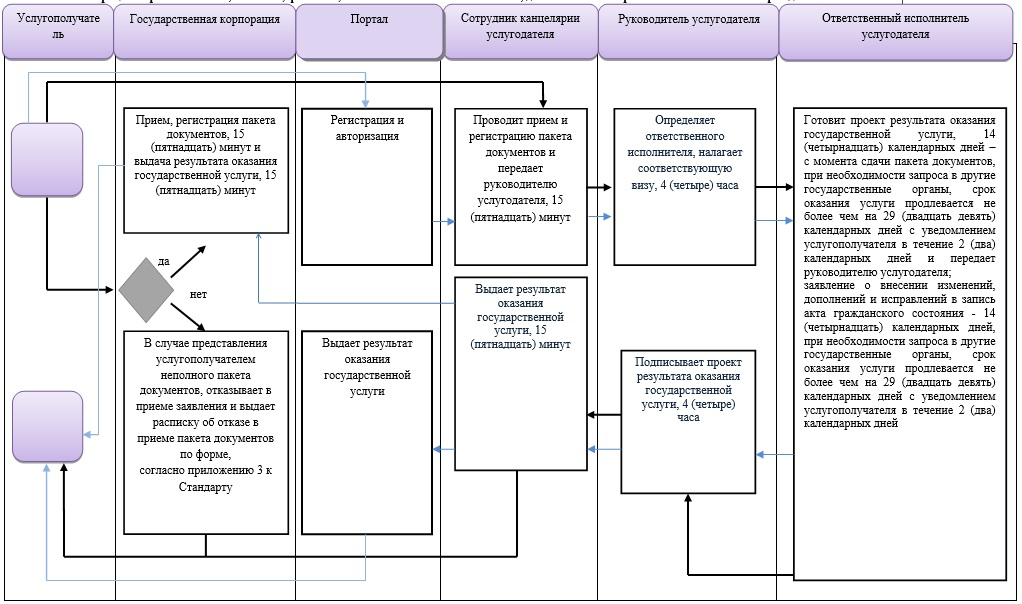 Услугополучате
ль
Государственная корпорация
Портал
Сотрудник канцелярии
услугодателя
Руководитель услугодателя
Ответственный исполнитель
услугодателя
Прием, регистрация пакета
документов, 15
(пятнадцать) минут и
выдача результата оказания
государственной услуги, 15
(пятнадцать) минут
да
нет
В случае представления
услугополучателем
неполного пакета
документов, отказывает в
приеме заявления и выдает
расписку об отказе в
приеме пакета документов
по форме,
согласно приложению 3 к
Стандарту
Регистрация и
авторизация
Выдает результат
оказания
государственной
услуги
Проводит прием и
регистрацию пакета
документов и
передает
руководителю
услугодателя, 15
(пятнадцать) минут
Выдает результат
оказания
государственной
услуги, 15
(пятнадцать) минут
Определяет
ответственного
исполнителя, налагает
соответствующую
визу, 4 (четыре) часа
Подписывает проект
результата оказания
государственной
услуги, 4 (четыре)
часа
Готовит проект результата оказания
государственной услуги, 14
(четырнадцать) календарных дней –
с момента сдачи пакета документов,
при необходимости запроса в другие
государственные органы, срок
оказания услуги продлевается не
более чем на 29 (двадцать девять)
календарных дней с уведомлением
услугополучателя в течение 2 (два)
календарных дней и передает
руководителю услугодателя;
заявление о внесении изменений,
дополнений и исправлений в запись
акта гражданского состояния - 14
(четырнадцать) календарных дней,
при необходимости запроса в другие
государственные органы, срок
оказания услуги продлевается не
более чем на 29 (двадцать девять)
календарных дней с уведомлением
услугополучателя в течение 2 (два)
календарных дней